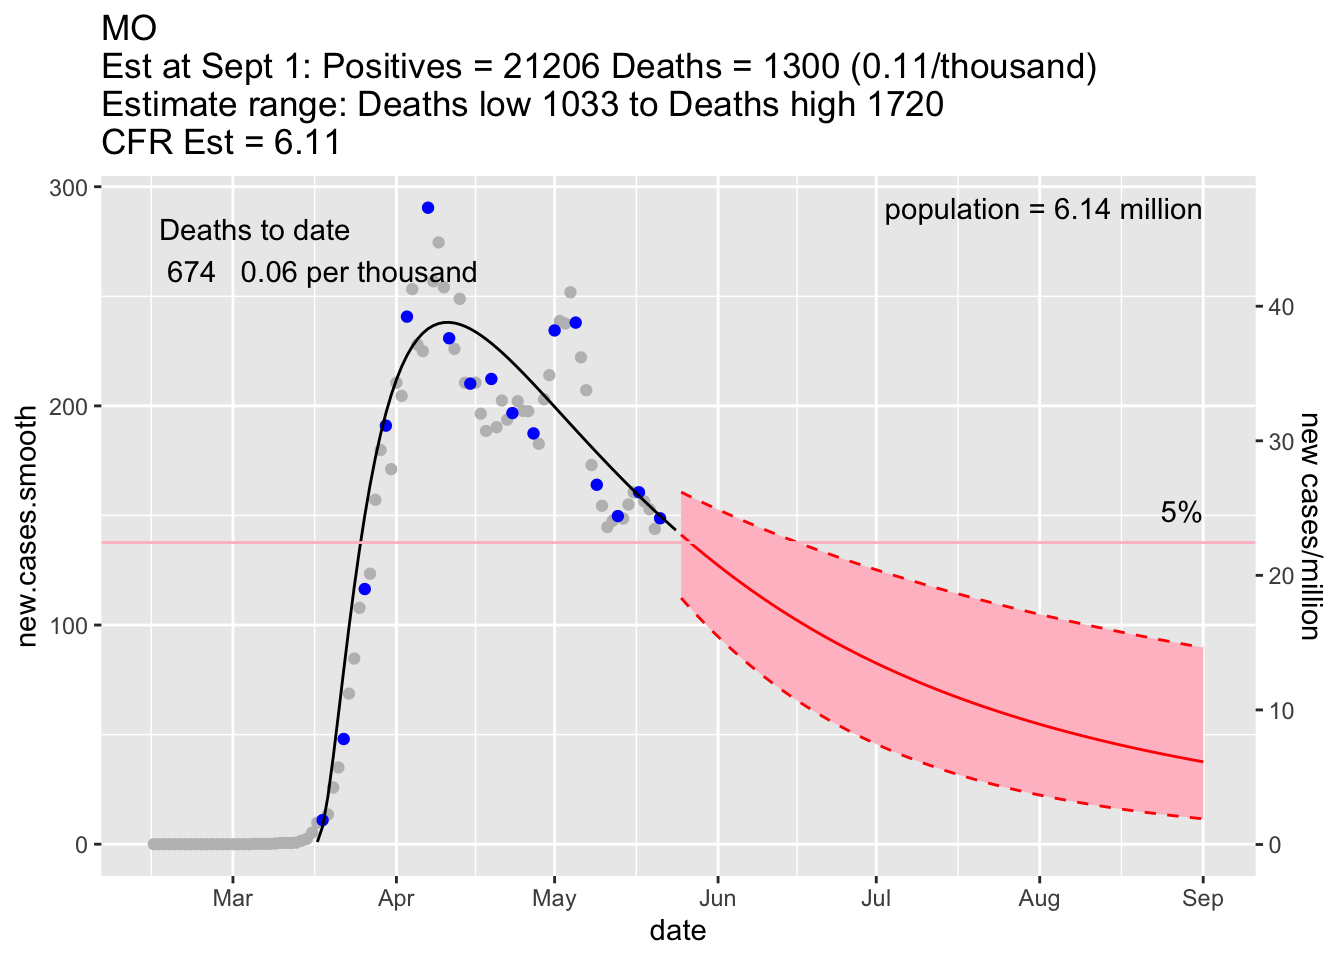 MO
Est at Sept 1: Positives = 21206 Deaths = 1300 (0.11/thousand)
Estimate range: Deaths low 1033 to Deaths high 1720
CFR Est = 6.11
Deaths to date
674 0.06 per thousand
population = 6.14 million
5%
300
200
100
0
new.cases.smooth
40
30
20
10
0
new cases/million
Mar Apr May Jun Jul Aug Sep
date